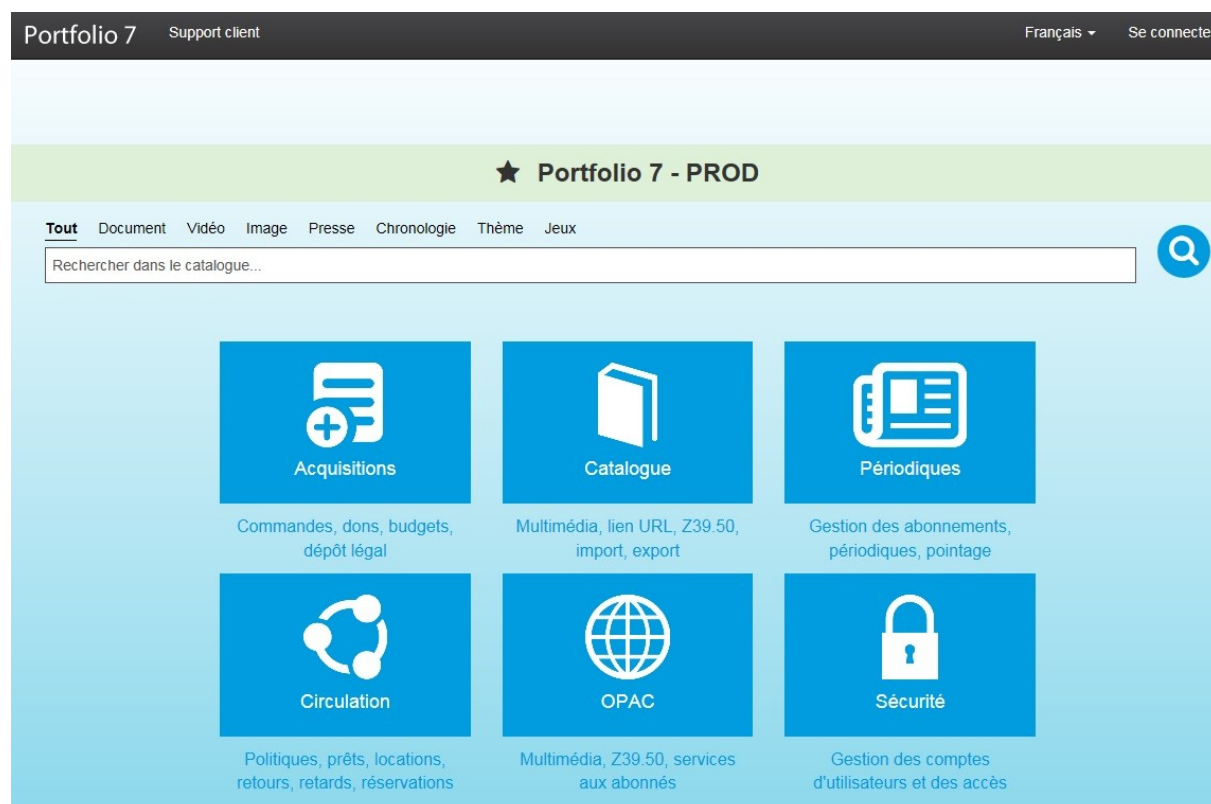 Portfolio 7 Support client Français Se connecte
Portfolio 7 - PROD
Tout Document Vidéo Image Presse Chronologie Thème Jeux
Rechercher dans le catalogue...
Acquisitions Catalogue Périodiques
Commandes, dons, budgets, Multimédia, lien URL, Z39.50, Gestion des abonnements,
dépôt légal import, export périodiques, pointage
Circulation OPAC Sécurité
Politiques, prêts, locations, Multimédia, Z39.50, services Gestion des comptes
retours, retards, réservations aux abonnés d'utilisateurs et des accès